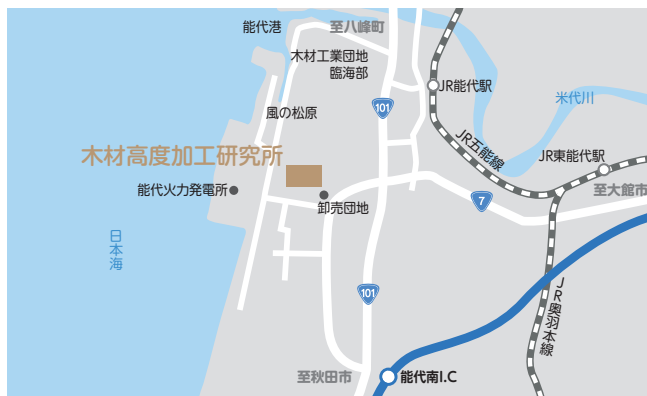 能代港
至八峰町
木材工業団地
臨海部
101
JR能代駅
米代川
風の松原
JR五能線
木材高度加工研究所
JR東能代駅
能代火力発電所
卸売団地
7
至大館市
日本海
101
JR奥羽本線
至秋田市
能代南I.C